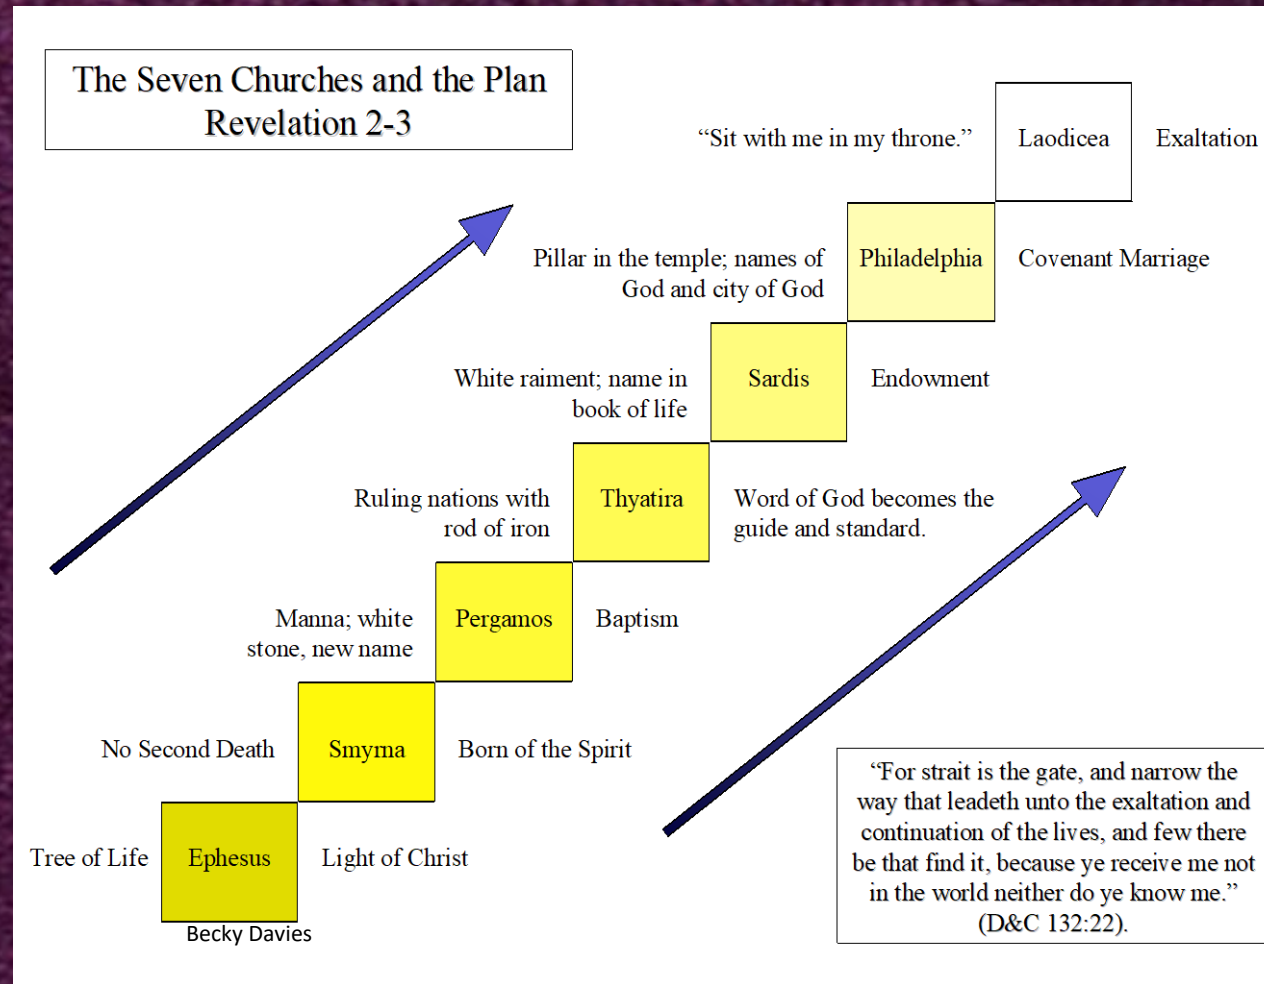 The Seven Churches and the Plan
Revelation 2-3
“Sit with me in my throne.”
Laodicea
Exaltation
Pillar in the temple; names of
God and city of God
Philadelphia
Covenant Marriage
White raiment; name in
book of life
Sardis
Endowment
Ruling nations with
rod of iron
Thyatira
Word of God becomes the
guide and standard.
Manna; white
stone, new name
Pergamos
Baptism
No Second Death
Smyrna
Born of the Spirit
Tree of Life
Ephesus
Light of Christ
Becky Davies
“For strait is the gate, and narrow the
way that leadeth unto the exaltation and
continuation of the lives, and few there
be that find it, because ye receive me not
in the world neither do ye know me.”
(D&C 132:22).